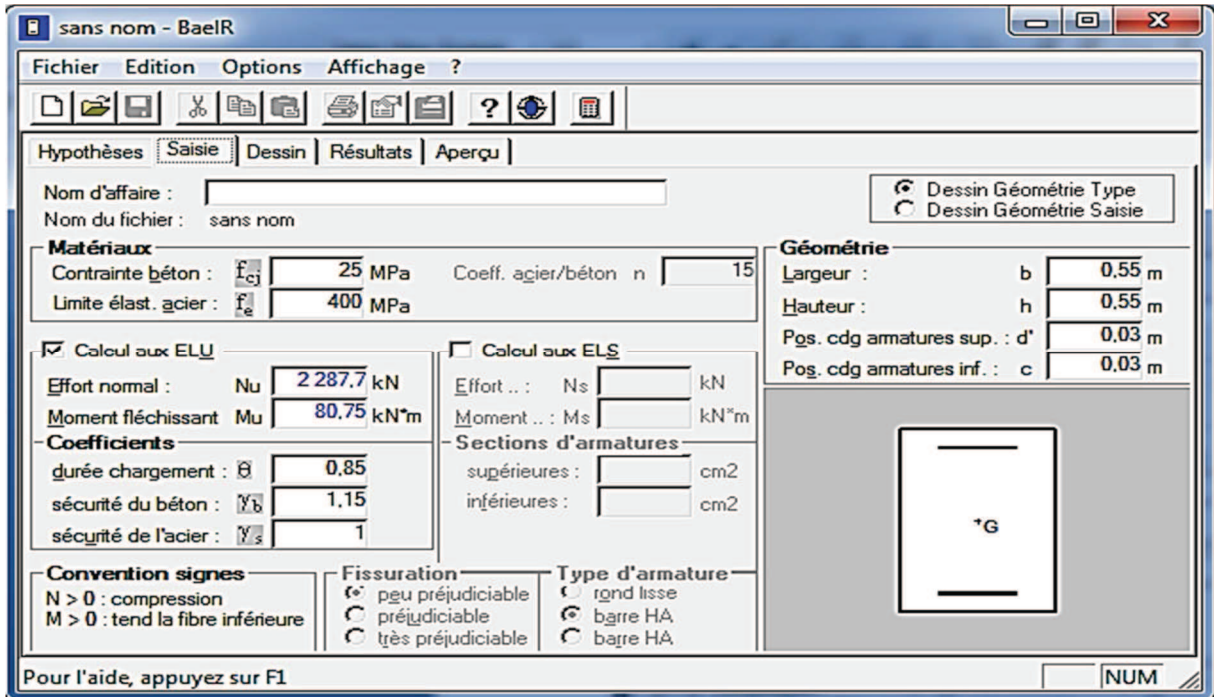 sans nom - BaelR
Fichier Edition Options Affichage ?
Hypothèses Saisie Dessin Résultats Aperçu
Nom d'affaire :
Nom du fichier : sans nom
Dessin Géométrie Type
Dessin Géométrie Saisie
Matériaux
Contrainte béton : fcj 25 MPa Coeff. acier/béton n 15
Limite élast. acier : fe 400 MPa
Géométrie
Largeur : b 0,55 m
Hauteur : h 0,55 m
Pos. cdg armatures sup. : d' 0,03 m
Pos. cdg armatures inf. : c 0,03 m
Calcul aux ELU
Effort normal : Nu 2 287,7 kN
Moment fléchissant Mu 80,75 kN*m
Coefficients
durée chargement : θ 0,85
sécurité du béton : γb 1,15
sécurité de l'acier : γs 1
Calcul aux ELS
Effort .. : Ns kN
Moment .. : Ms kN*m
Sections d'armatures
supérieures : cm2
inférieures : cm2
+G
Convention signes
N > 0 : compression
M > 0 : tend la fibre inférieure
Fissuration
peu préjudiciable
préjudiciable
très préjudiciable
Type d'armature
rond lisse
barre HA
barre HA
Pour l'aide, appuyez sur F1 NUM